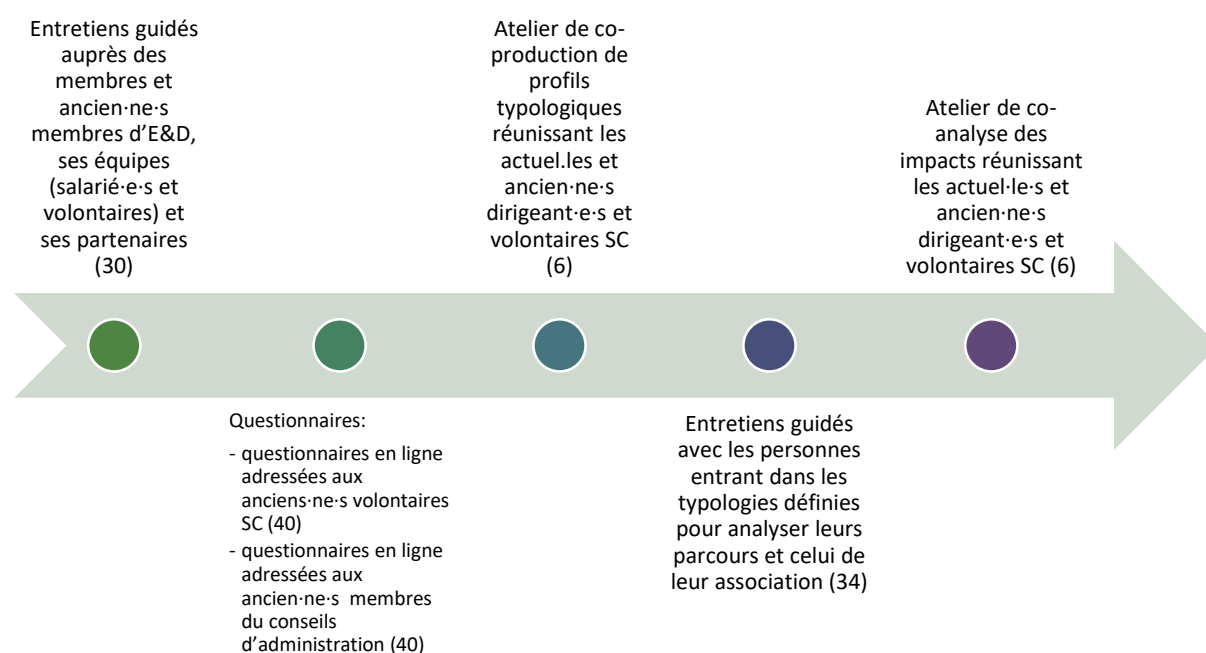 Entretiens guidés
auprès des
membres et
ancien·ne·s
membres d’E&D,
ses équipes
(salarié·e·s et
volontaires) et
ses partenaires
(30)
Questionnaires:
- questionnaires en ligne
adressées aux
anciens·ne·s volontaires
SC (40)
- questionnaires en ligne
adressées aux
ancien·ne·s membres
du conseils
d’administration (40)
Atelier de co-
production de
profils
typologiques
réunissant les
actuel.les et
ancien·ne·s
dirigeant·e·s et
volontaires SC
(6)
Entretiens guidés
avec les personnes
entrant dans les
typologies définies
pour analyser leurs
parcours et celui de
leur association (34)
Atelier de co-
analyse des
impacts réunissant
les actuel·le·s et
ancien·ne·s
dirigeant·e·s et
volontaires SC (6)